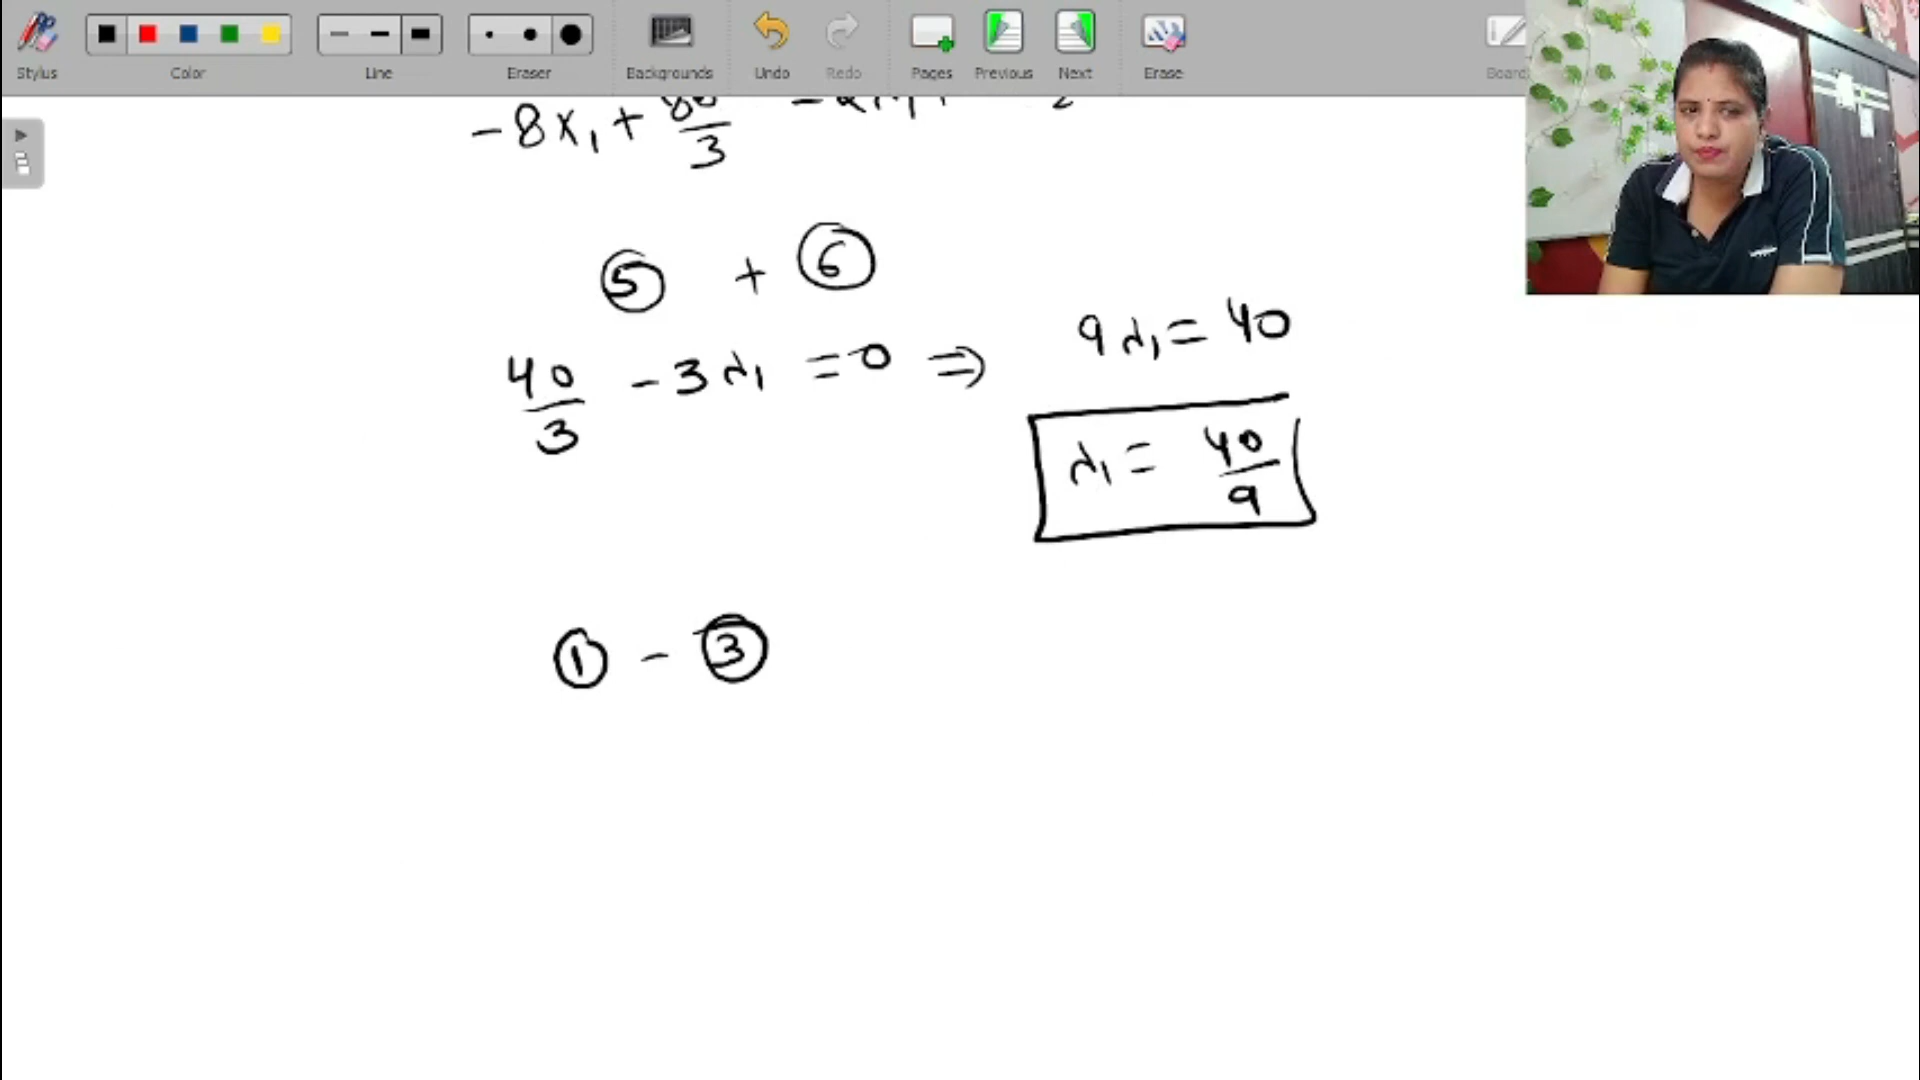 Stylus Color Line Eraser Backgrounds Undo Redo Pages Previous Next Erase Board
-8x₁ + 80/3
⑤ + ⑥
40/3 - 3λ₁ = 0 ⇒ 9λ₁ = 40
λ₁ = 40/9
① - ③